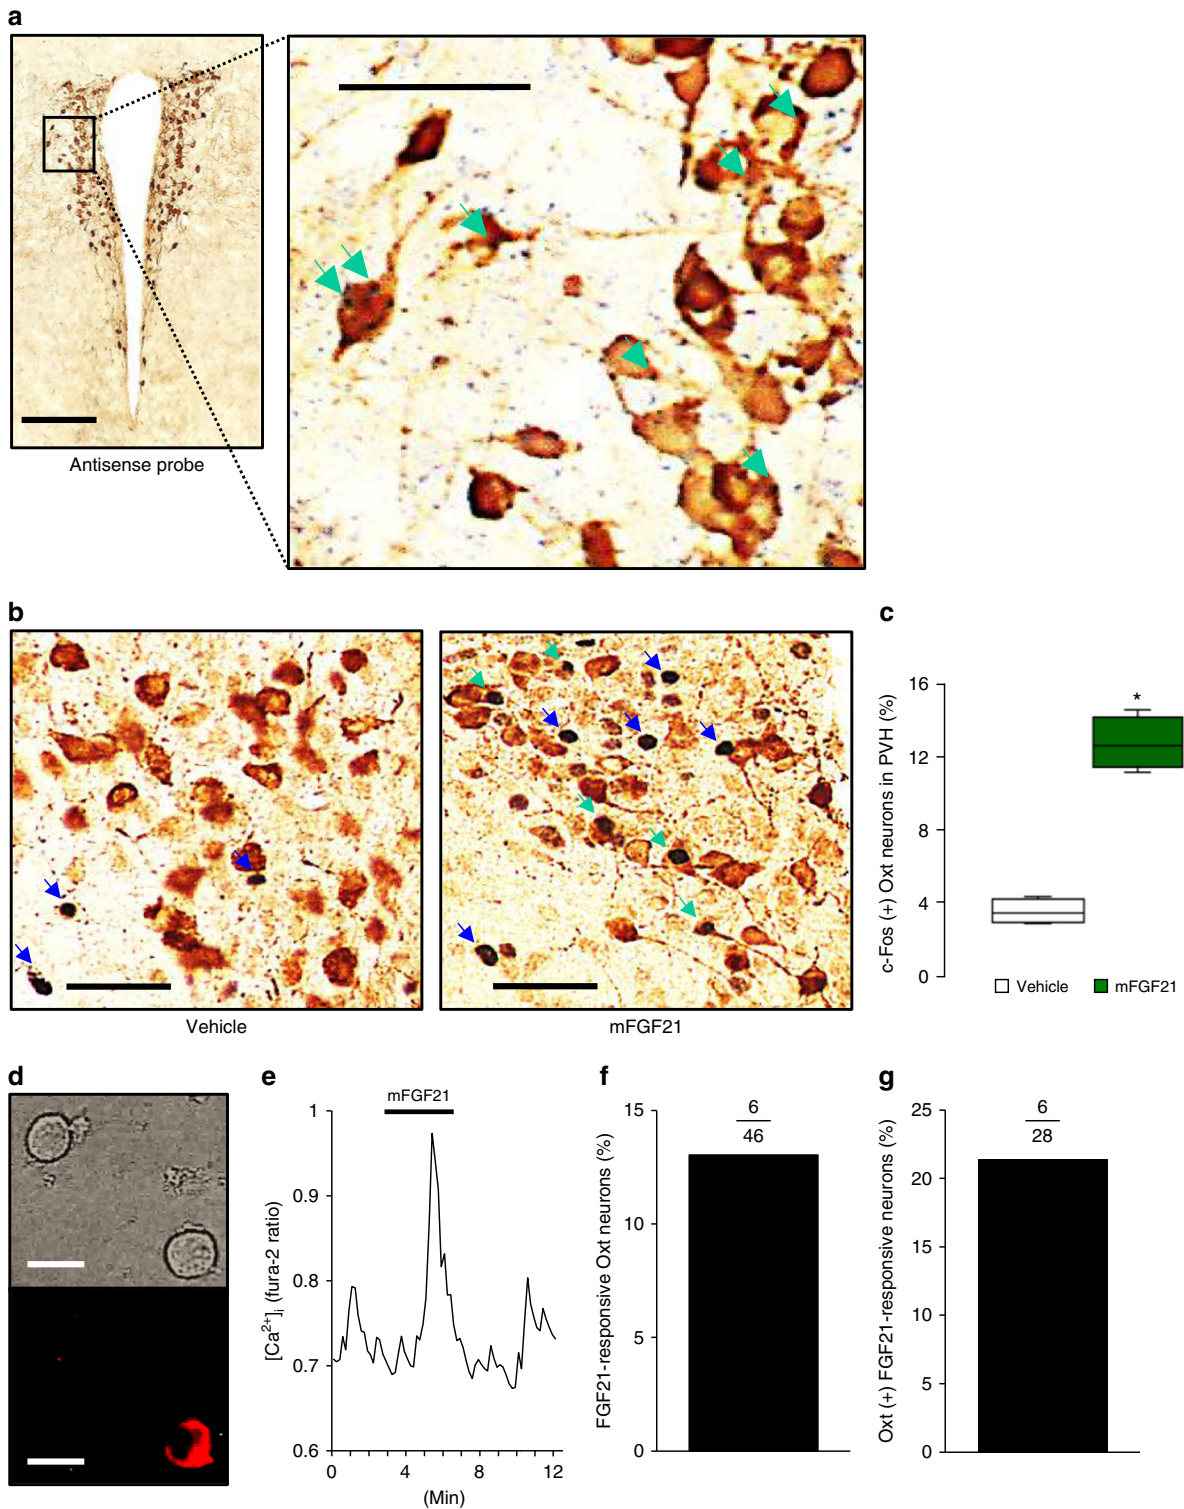 a
Antisense probe
b
Vehicle
mFGF21
c
c-Fos (+) Oxt neurons in PVH (%)
16
12
8
4
0
*
Vehicle
mFGF21
d
e
mFGF21
[Ca²⁺]ᵢ (fura-2 ratio)
1
0.9
0.8
0.7
0.6
0 4 8 12
(Min)
f
FGF21-responsive Oxt neurons (%)
15
10
5
0
6
46
g
Oxt (+) FGF21-responsive neurons (%)
25
20
15
10
5
0
6
28